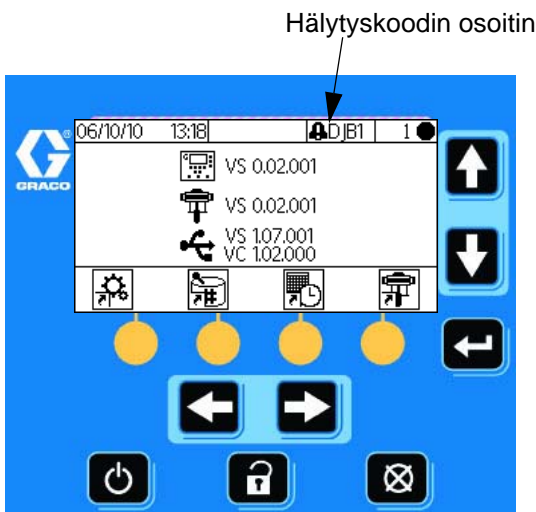 Hälytyskoodin osoitin
06/10/10 13:18 DJB1 1
GRACO
VS 0.02.001
VS 0.02.001
VS 1.07.001
VC 1.02.000